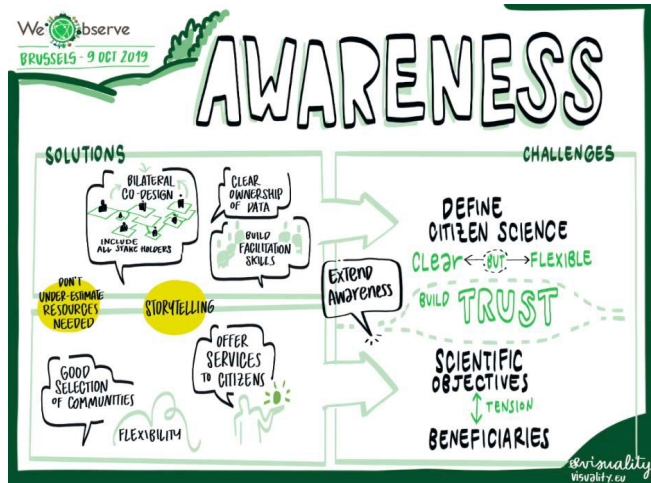 We Observe
BRUSSELS - 9 OCT 2019
AWARENESS
SOLUTIONS
BILATERAL
CO-DESIGN
INCLUDE
ALL STAKE HOLDERS
CLEAR
OWNERSHIP
OF DATA
BUILD
FACILITATION
SKILLS
DON'T
UNDER-ESTIMATE
RESOURCES
NEEDED
STORYTELLING
GOOD
SELECTION
OF COMMUNITIES
FLEXIBILITY
OFFER
SERVICES
TO CITIZENS
EXTEND
AWARENESS
CHALLENGES
DEFINE
CITIZEN SCIENCE
CLEAR BUT FLEXIBLE
BUILD TRUST
SCIENTIFIC
OBJECTIVES
TENSION
BENEFICIARIES
@visuality
visuality.eu